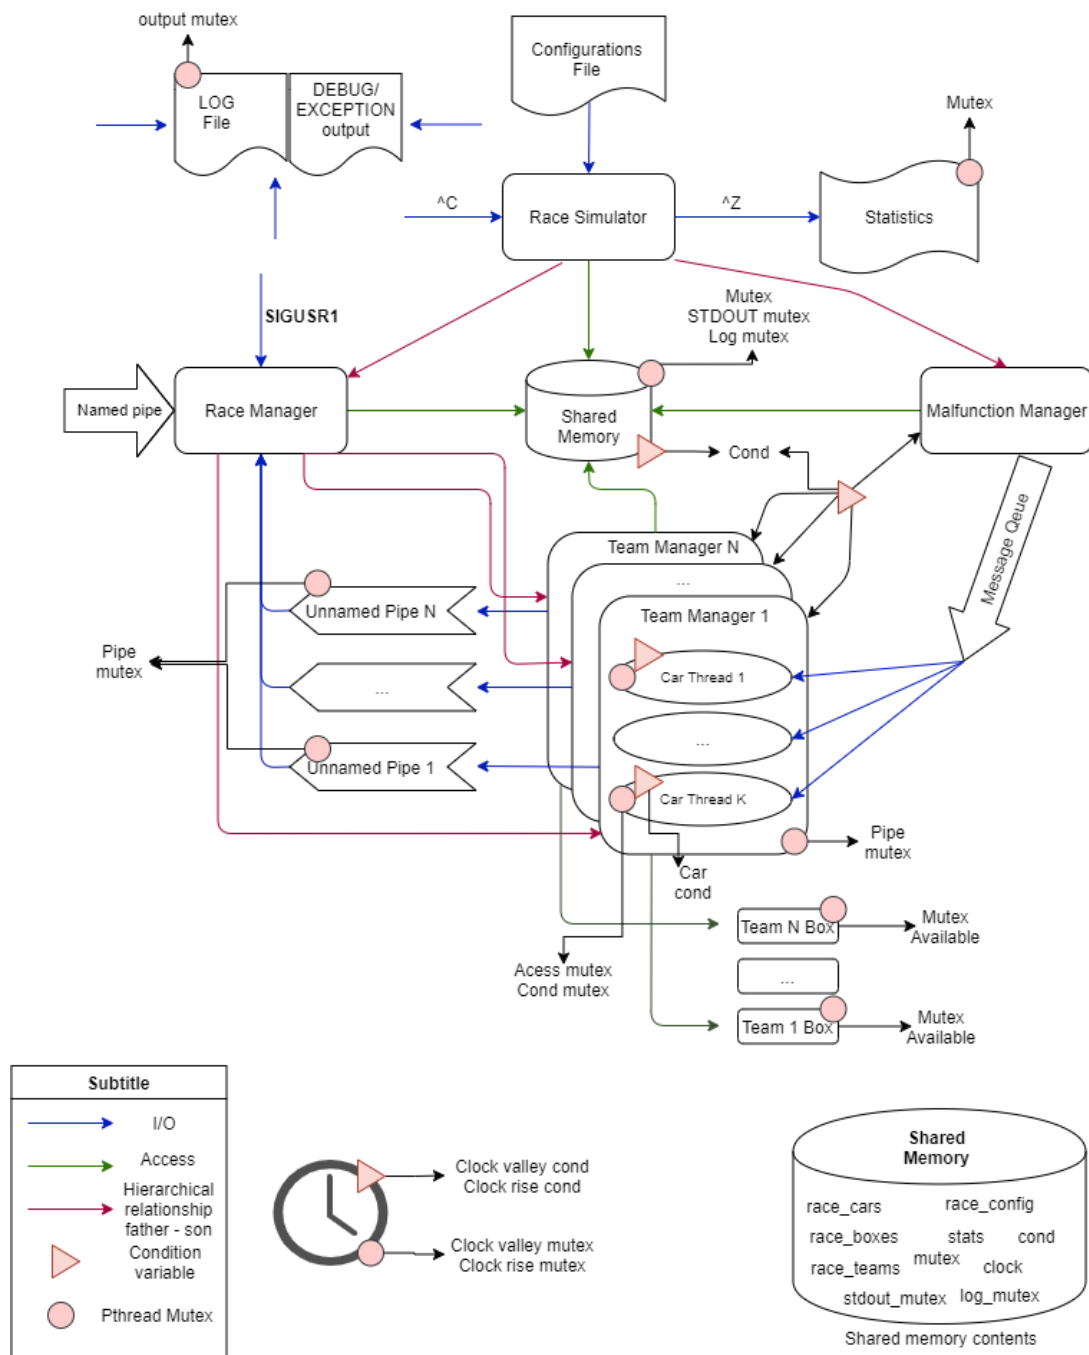 output mutex
Configurations
File
LOG
File
DEBUG/
EXCEPTION
output
Mutex
^C
Race Simulator
^Z
Statistics
SIGUSR1
Mutex
STDOUT mutex
Log mutex
Named pipe
Race Manager
Shared
Memory
Malfunction Manager
Cond
Message Qeue
Team Manager N
...
Team Manager 1
Unnamed Pipe N
Pipe
mutex
...
Unnamed Pipe 1
Car Thread 1
...
Car Thread K
Pipe
mutex
Car
cond
Team N Box
Mutex
Available
Acess mutex
Cond mutex
...
Team 1 Box
Mutex
Available
Subtitle
I/O
Access
Hierarchical
relationship
father - son
Condition
variable
Pthread Mutex
Clock valley cond
Clock rise cond
Clock valley mutex
Clock rise mutex
Shared
Memory
race_cars
race_config
race_boxes
stats
cond
race_teams
mutex
clock
stdout_mutex
log_mutex
Shared memory contents